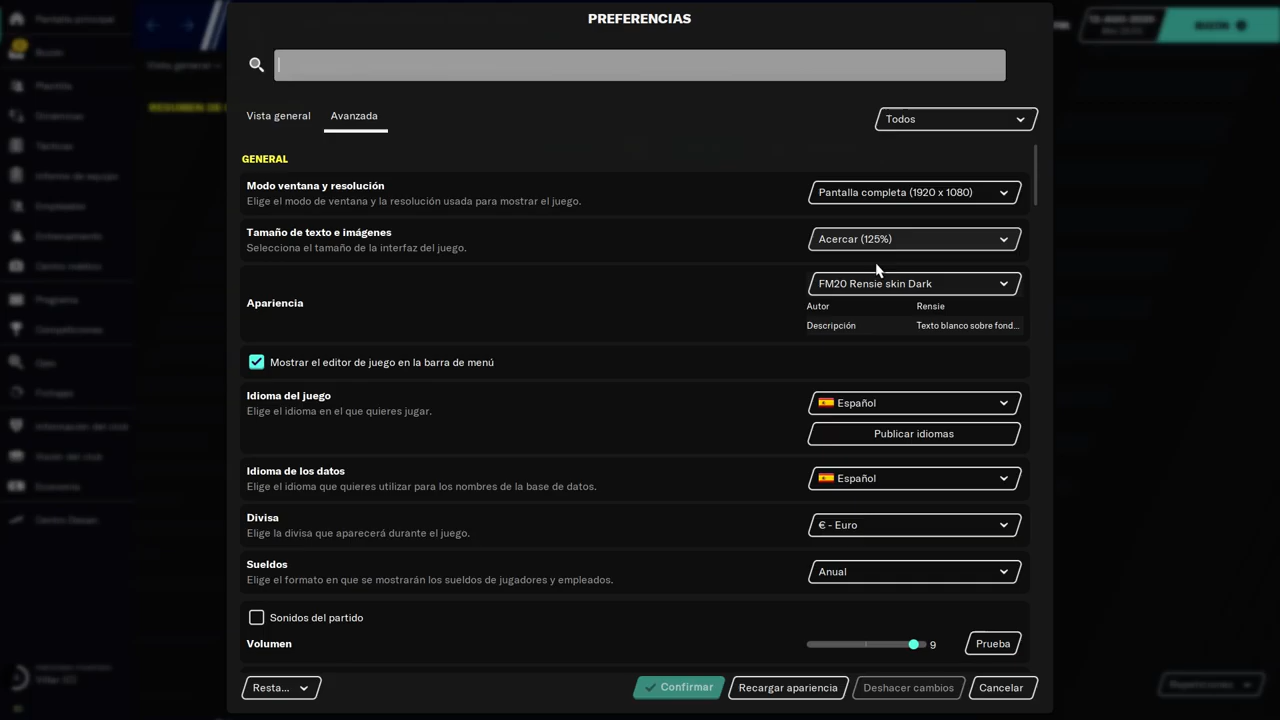 PREFERENCIAS
Vista general
Avanzada
Todos
GENERAL
Modo ventana y resolución
Elige el modo de ventana y la resolución usada para mostrar el juego.
Pantalla completa (1920 x 1080)
Tamaño de texto e imágenes
Selecciona el tamaño de la interfaz del juego.
Acercar (125%)
Apariencia
FM20 Rensie skin Dark
Autor
Rensie
Descripción
Texto blanco sobre fond...
Mostrar el editor de juego en la barra de menú
Idioma del juego
Elige el idioma en el que quieres jugar.
Español
Publicar idiomas
Idioma de los datos
Elige el idioma que quieres utilizar para los nombres de la base de datos.
Español
Divisa
Elige la divisa que aparecerá durante el juego.
€ - Euro
Sueldos
Elige el formato en que se mostrarán los sueldos de jugadores y empleados.
Anual
Sonidos del partido
Volumen
9
Prueba
Resta...
Confirmar
Recargar apariencia
Deshacer cambios
Cancelar